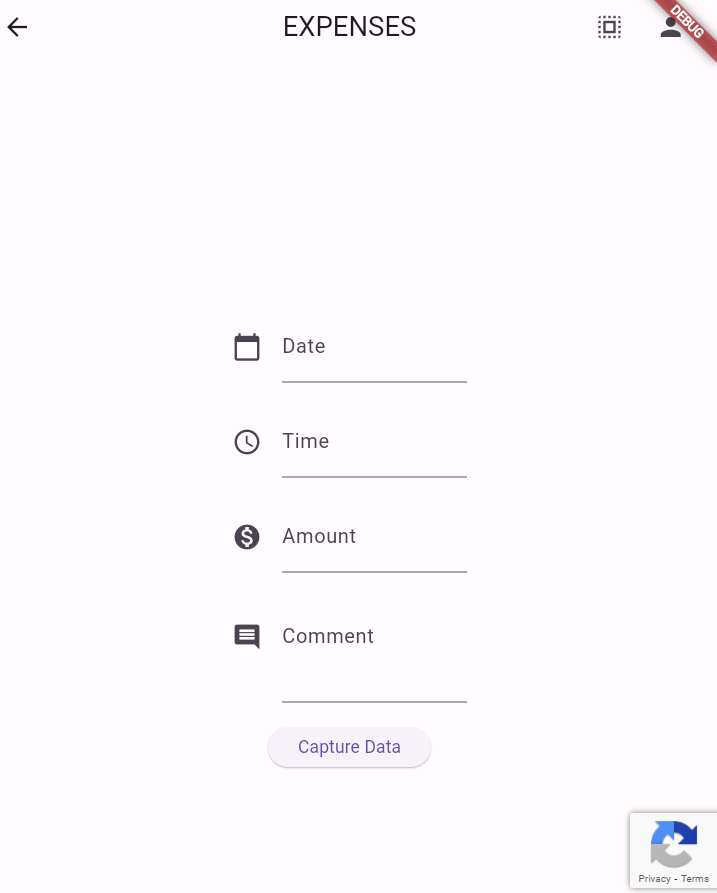 EXPENSES
DEBUG
Date
Time
Amount
Comment
Capture Data
Privacy - Terms